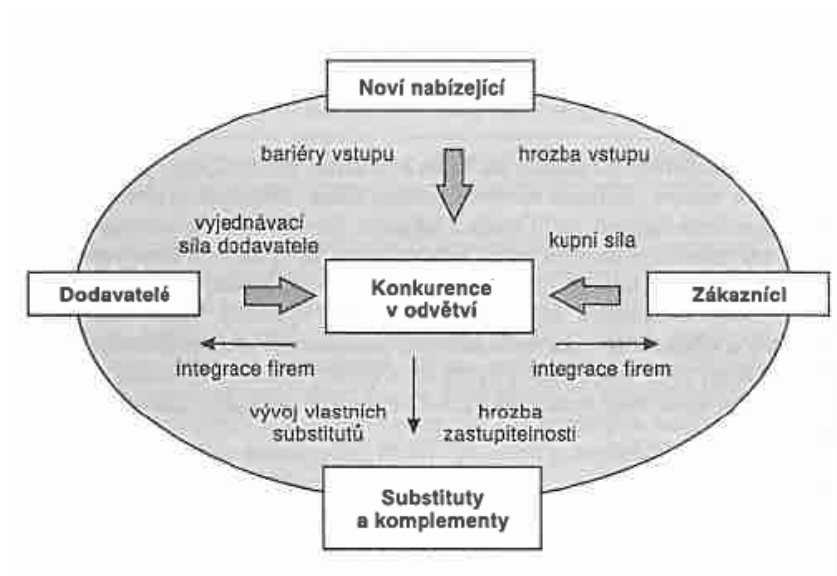 Noví nabízející
bariéry vstupu
hrozba vstupu
vyjednávací
síla dodavatele
kupní síla
Dodavatelé
Konkurence
v odvětví
Zákazníci
integrace firem
integrace firem
vývoj vlastních
substitutů
hrozba
zastupitelnosti
Substituty
a komplementy